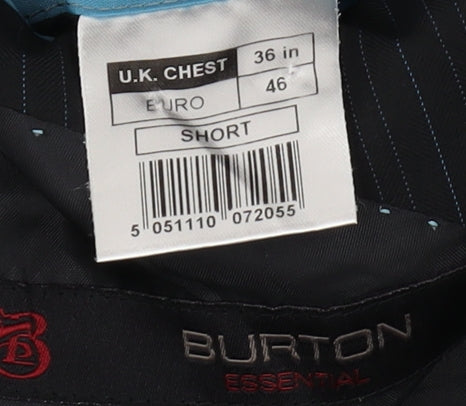 U.K. CHEST 36 in
EURO 46
SHORT
5 051110 072055
BURTON
ESSENTIAL